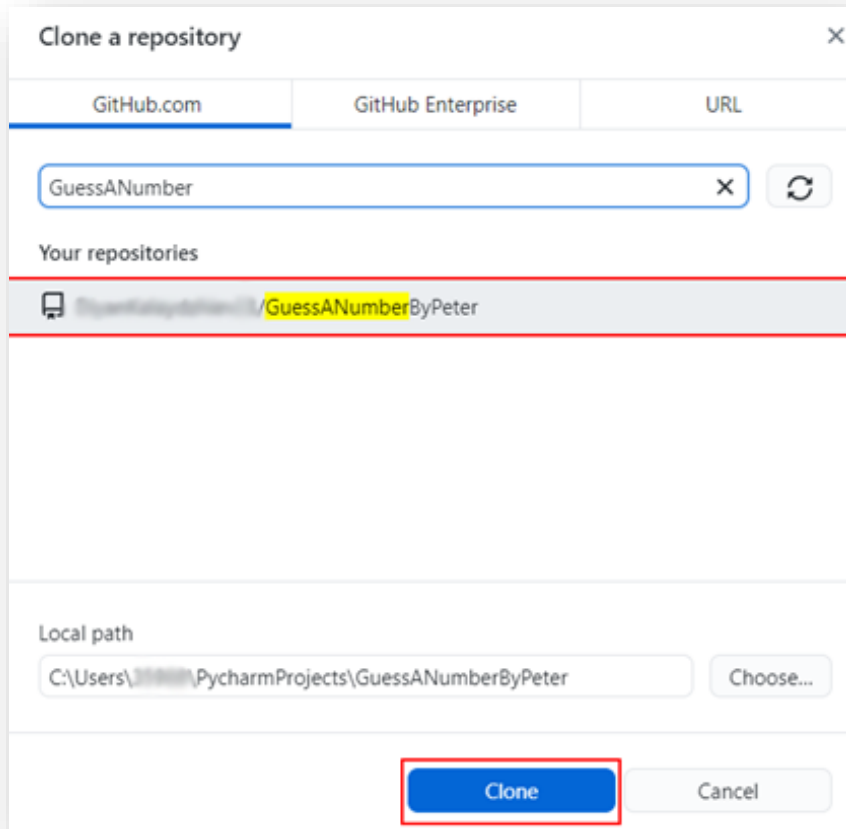 Clone a repository
GitHub.com GitHub Enterprise URL
GuessANumber
Your repositories
/GuessANumberByPeter
Local path
C:\Users\ \PycharmProjects\GuessANumberByPeter Choose...
Clone Cancel